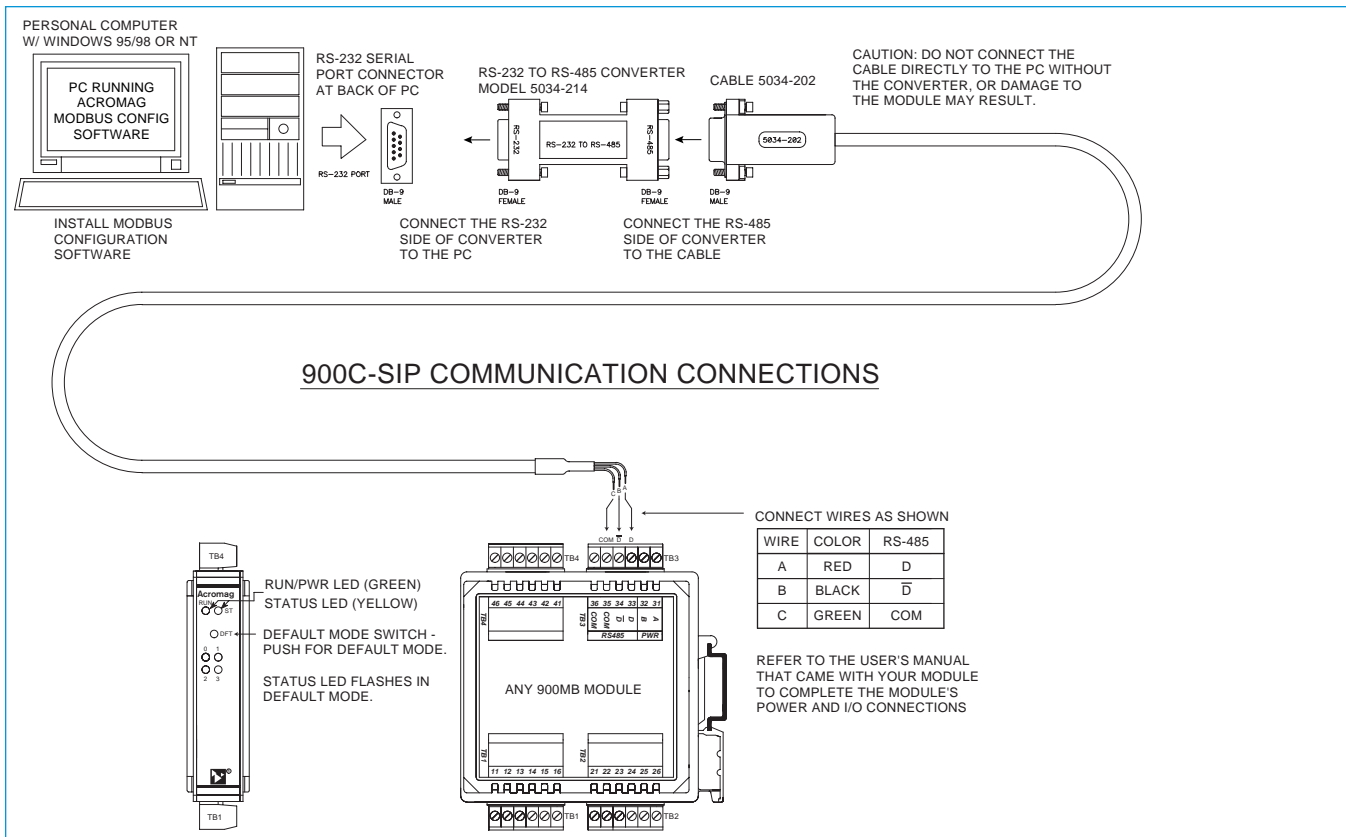 PERSONAL COMPUTER
W/ WINDOWS 95/98 OR NT
PC RUNNING
ACROMAG
MODBUS CONFIG
SOFTWARE
INSTALL MODBUS
CONFIGURATION
SOFTWARE
RS-232 SERIAL
PORT CONNECTOR
AT BACK OF PC
RS-232 PORT
DB-9
MALE
RS-232 TO RS-485 CONVERTER
MODEL 5034-214
RS-232
RS-232 TO RS-485
RS-485
DB-9
FEMALE
DB-9
FEMALE
CONNECT THE RS-232
SIDE OF CONVERTER
TO THE PC
CABLE 5034-202
5034-202
DB-9
MALE
CONNECT THE RS-485
SIDE OF CONVERTER
TO THE CABLE
CAUTION: DO NOT CONNECT THE
CABLE DIRECTLY TO THE PC WITHOUT
THE CONVERTER, OR DAMAGE TO
THE MODULE MAY RESULT.
900C-SIP COMMUNICATION CONNECTIONS
C B A
COM D̅ D
TB4
TB3
46 45 44 43 42 41
36 35 34 33 32 31
TB4
TB3
COM COM D̅ D B A
RS485 PWR
ANY 900MB MODULE
TB1
TB2
11 12 13 14 15 16
21 22 23 24 25 26
TB1
TB2
TB4
Acromag
RUN ST
DFT
0 1
2 3
®
TB1
RUN/PWR LED (GREEN)
STATUS LED (YELLOW)
DEFAULT MODE SWITCH -
PUSH FOR DEFAULT MODE.
STATUS LED FLASHES IN
DEFAULT MODE.
CONNECT WIRES AS SHOWN
WIRE COLOR RS-485
A RED D
B BLACK D̅
C GREEN COM
REFER TO THE USER'S MANUAL
THAT CAME WITH YOUR MODULE
TO COMPLETE THE MODULE'S
POWER AND I/O CONNECTIONS